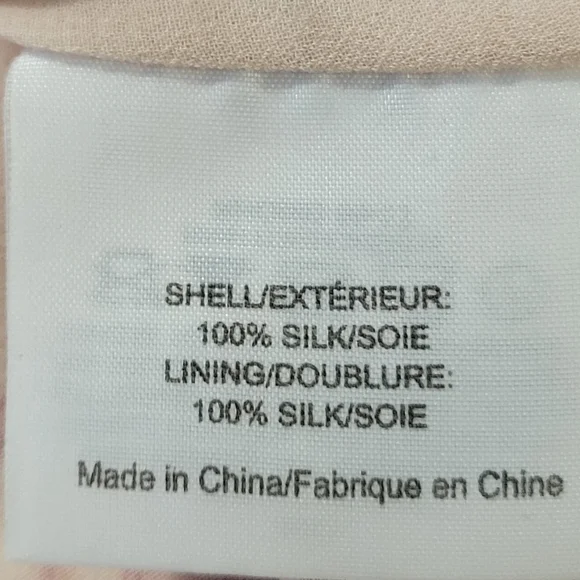 SHELL/EXTÉRIEUR:
100% SILK/SOIE
LINING/DOUBLURE:
100% SILK/SOIE
Made in China/Fabrique en Chine